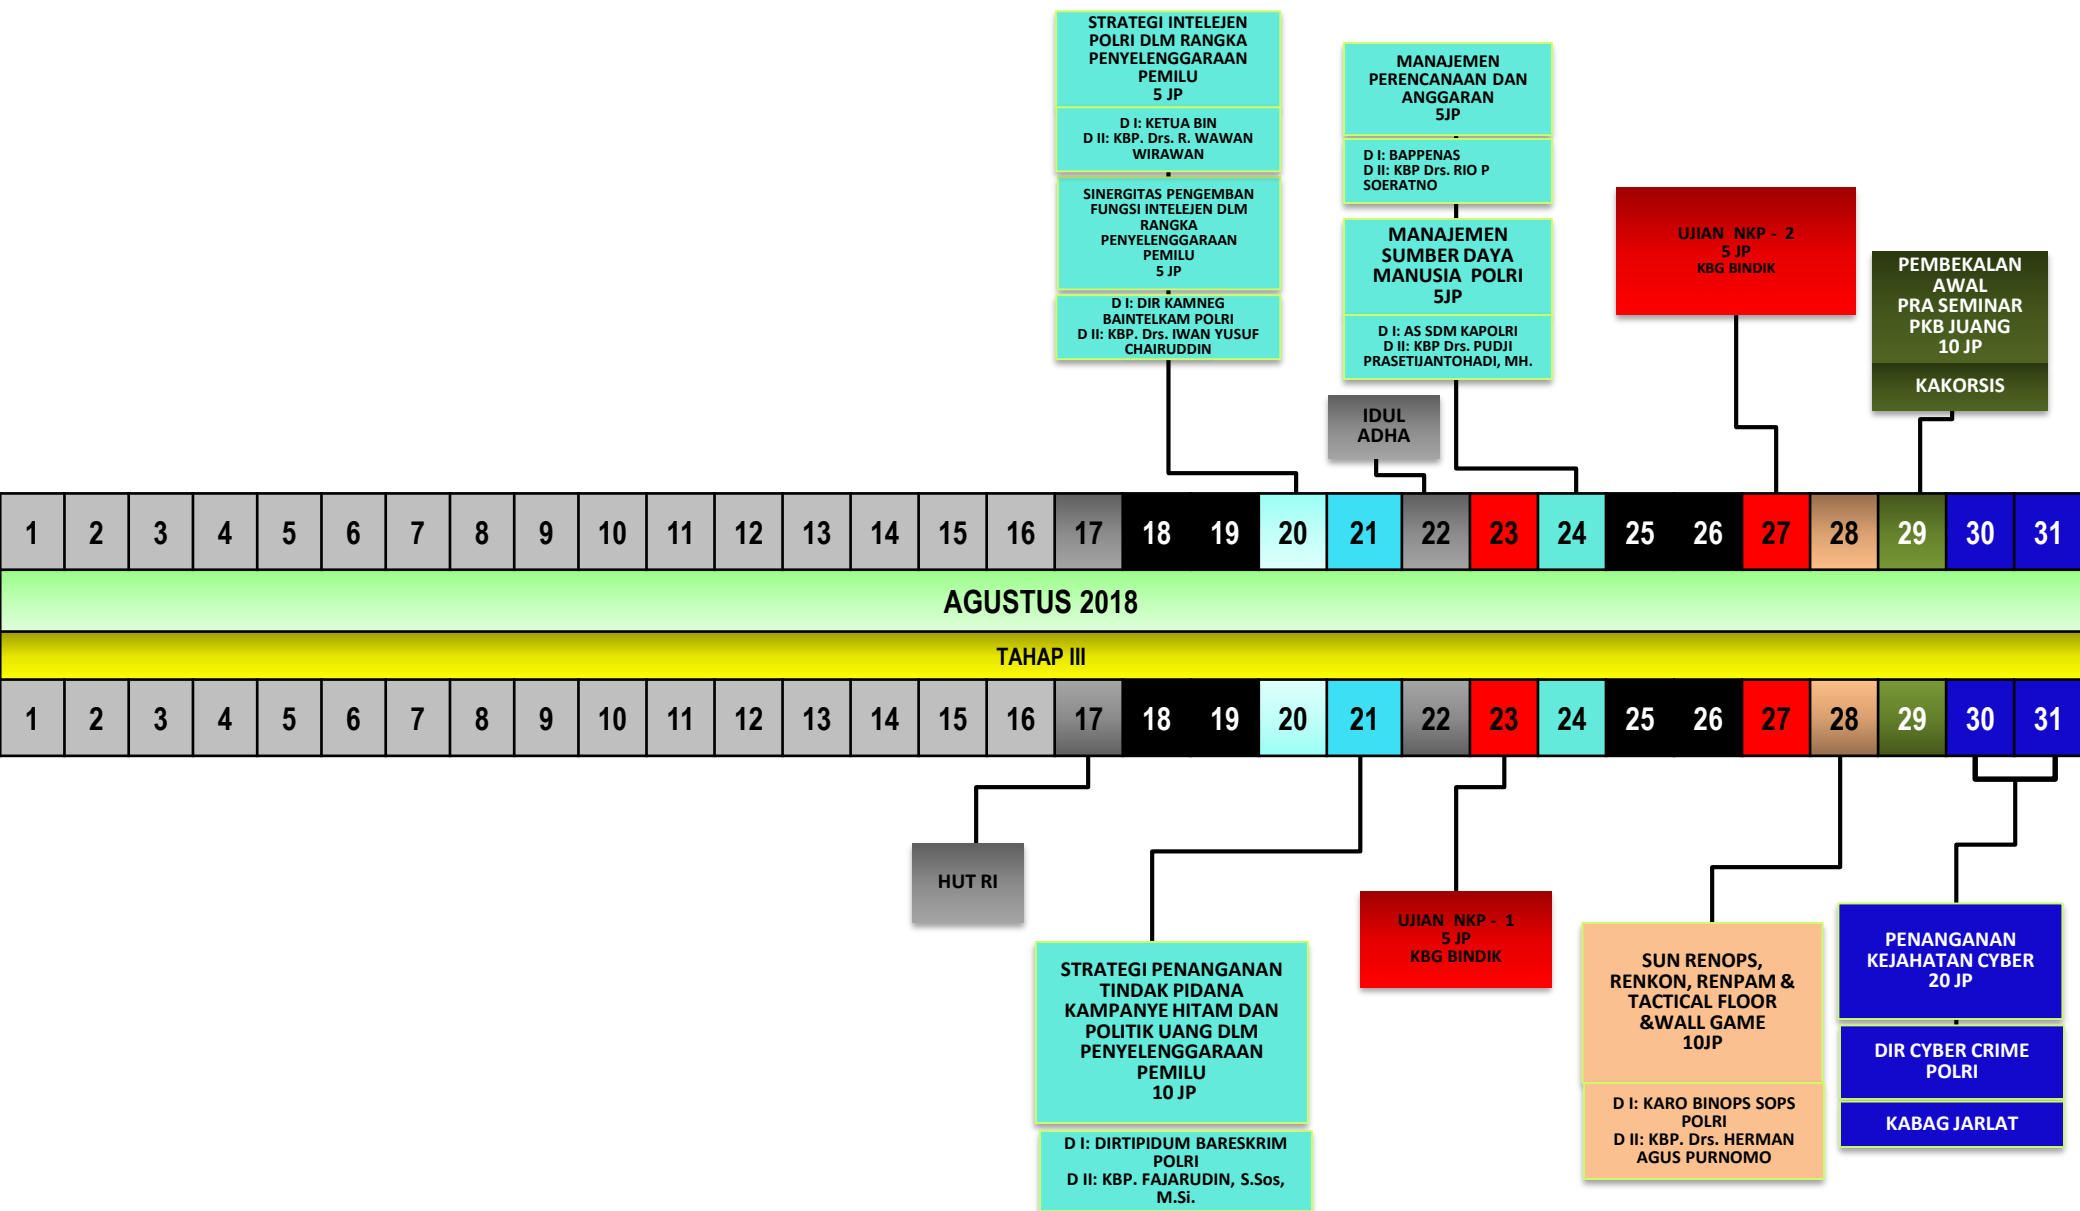 STRATEGI INTELEJEN
POLRI DLM RANGKA
PENYELENGGARAAN
PEMILU
5 JP
D I: KETUA BIN
D II: KBP. Drs. R. WAWAN
WIRAWAN
SINERGITAS PENGEMBAN
FUNGSI INTELEJEN DLM
RANGKA
PENYELENGGARAAN
PEMILU
5 JP
D I: DIR KAMNEG
BAINTELKAM POLRI
D II: KBP. Drs. IWAN YUSUF
CHAIRUDDIN
MANAJEMEN
PERENCANAAN DAN
ANGGARAN
5JP
D I: BAPPENAS
D II: KBP Drs. RIO P
SOERATNO
MANAJEMEN
SUMBER DAYA
MANUSIA POLRI
5JP
D I: AS SDM KAPOLRI
D II: KBP Drs. PUDJI
PRASETIJANTOHADI, MH.
IDUL
ADHA
UJIAN NKP - 2
5 JP
KBG BINDIK
PEMBEKALAN
AWAL
PRA SEMINAR
PKB JUANG
10 JP
KAKORSIS
1 2 3 4 5 6 7 8 9 10 11 12 13 14 15 16 17 18 19 20 21 22 23 24 25 26 27 28 29 30 31
AGUSTUS 2018
TAHAP III
1 2 3 4 5 6 7 8 9 10 11 12 13 14 15 16 17 18 19 20 21 22 23 24 25 26 27 28 29 30 31
HUT RI
STRATEGI PENANGANAN
TINDAK PIDANA
KAMPANYE HITAM DAN
POLITIK UANG DLM
PENYELENGGARAAN
PEMILU
10 JP
D I: DIRTIPIDUM BARESKRIM
POLRI
D II: KBP. FAJARUDIN, S.Sos,
M.Si.
UJIAN NKP - 1
5 JP
KBG BINDIK
SUN RENOPS,
RENKON, RENPAM &
TACTICAL FLOOR
&WALL GAME
10JP
D I: KARO BINOPS SOPS
POLRI
D II: KBP. Drs. HERMAN
AGUS PURNOMO
PENANGANAN
KEJAHATAN CYBER
20 JP
DIR CYBER CRIME
POLRI
KABAG JARLAT